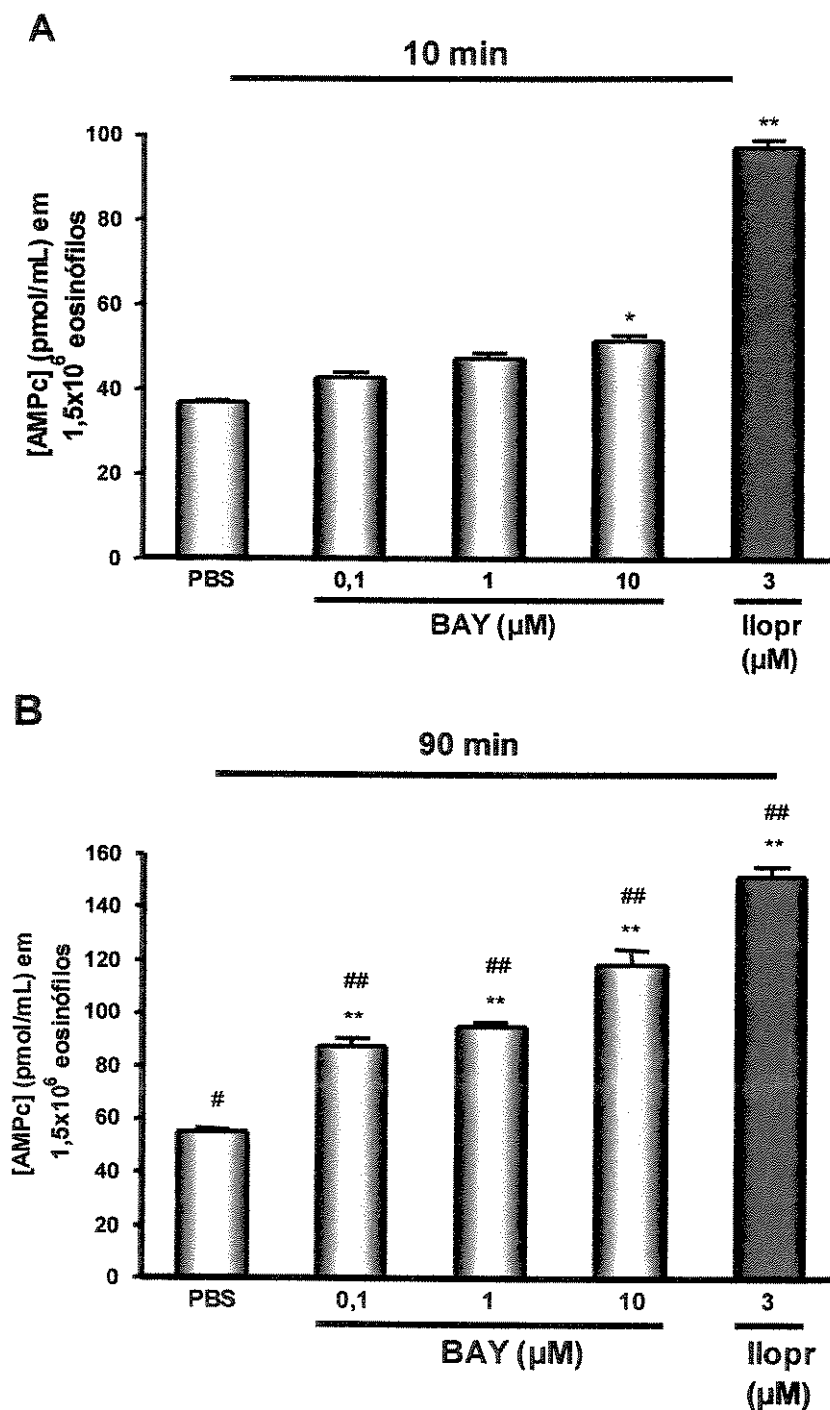 A
10 min
[AMPc] (pmol/mL) em
1,5x10⁶ eosinófilos
100
80
60
40
20
0
**
*
PBS
0,1
1
10
3
BAY (µM)
Ilopr
(µM)
B
90 min
[AMPc] (pmol/mL) em
1,5x10⁶ eosinófilos
160
140
120
100
80
60
40
20
0
#
##
**
##
**
##
**
##
**
PBS
0,1
1
10
3
BAY (µM)
Ilopr
(µM)